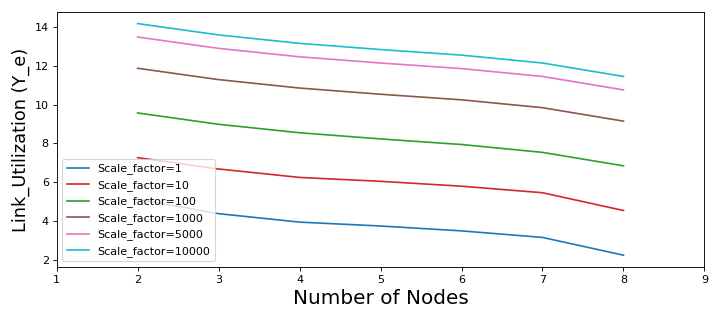 14
12
10
8
6
4
2
Link_Utilization (Y_e)
Scale_factor=1
Scale_factor=10
Scale_factor=100
Scale_factor=1000
Scale_factor=5000
Scale_factor=10000
1 2 3 4 5 6 7 8 9
Number of Nodes